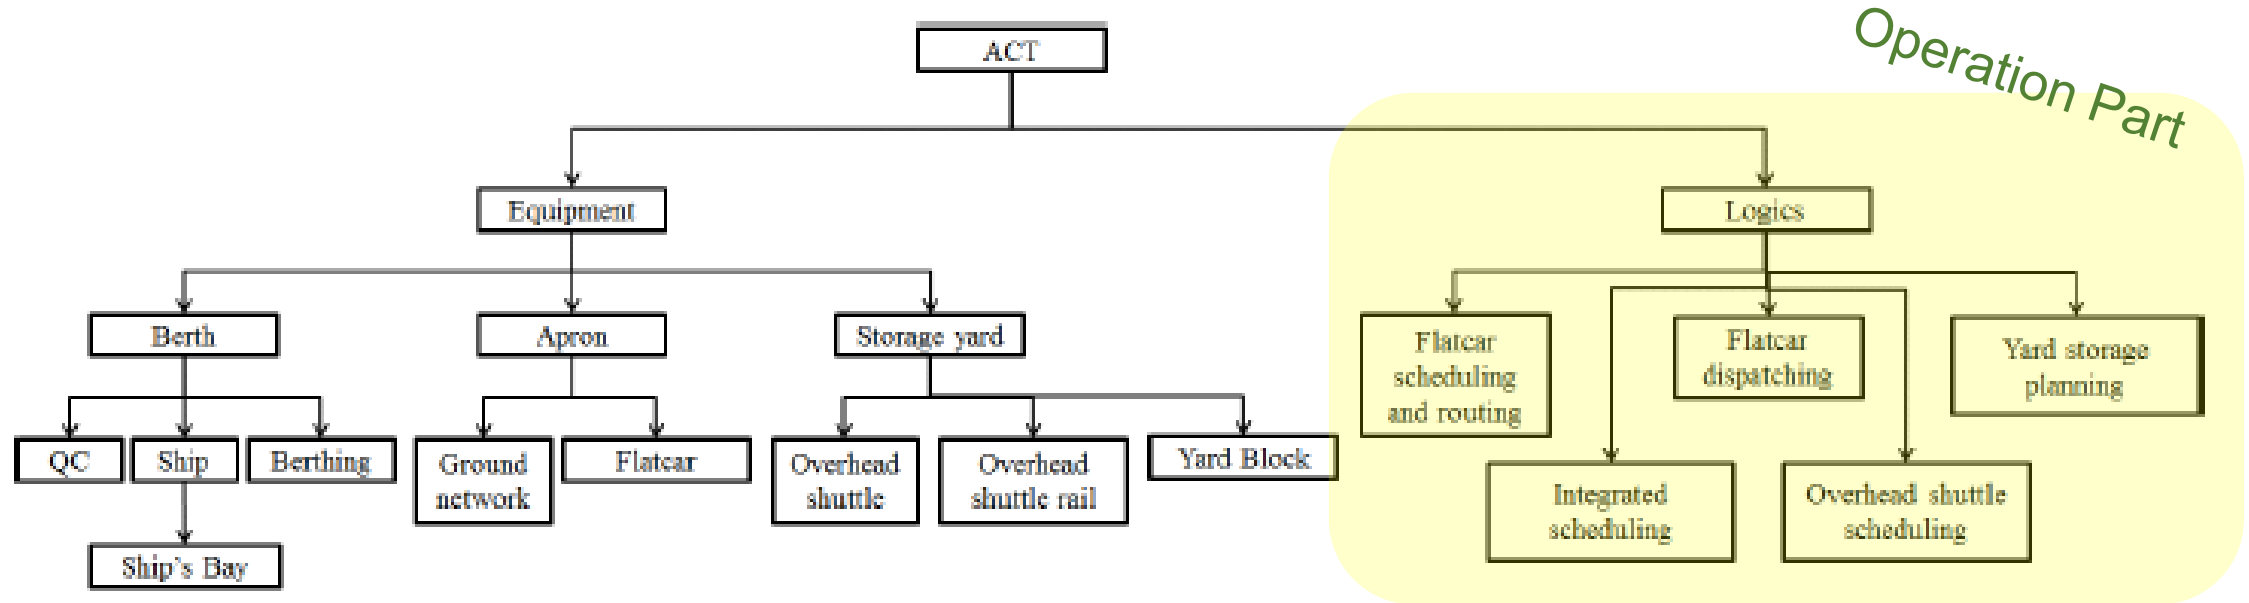 ACT
Operation Part
Equipment
Logics
Berth
Apron
Storage yard
Flatcar
scheduling
and routing
Flatcar
dispatching
Yard storage
planning
QC
Ship
Berthing
Ground
network
Flatcar
Overhead
shuttle
Overhead
shuttle rail
Yard Block
Integrated
scheduling
Overhead shuttle
scheduling
Ship's Bay